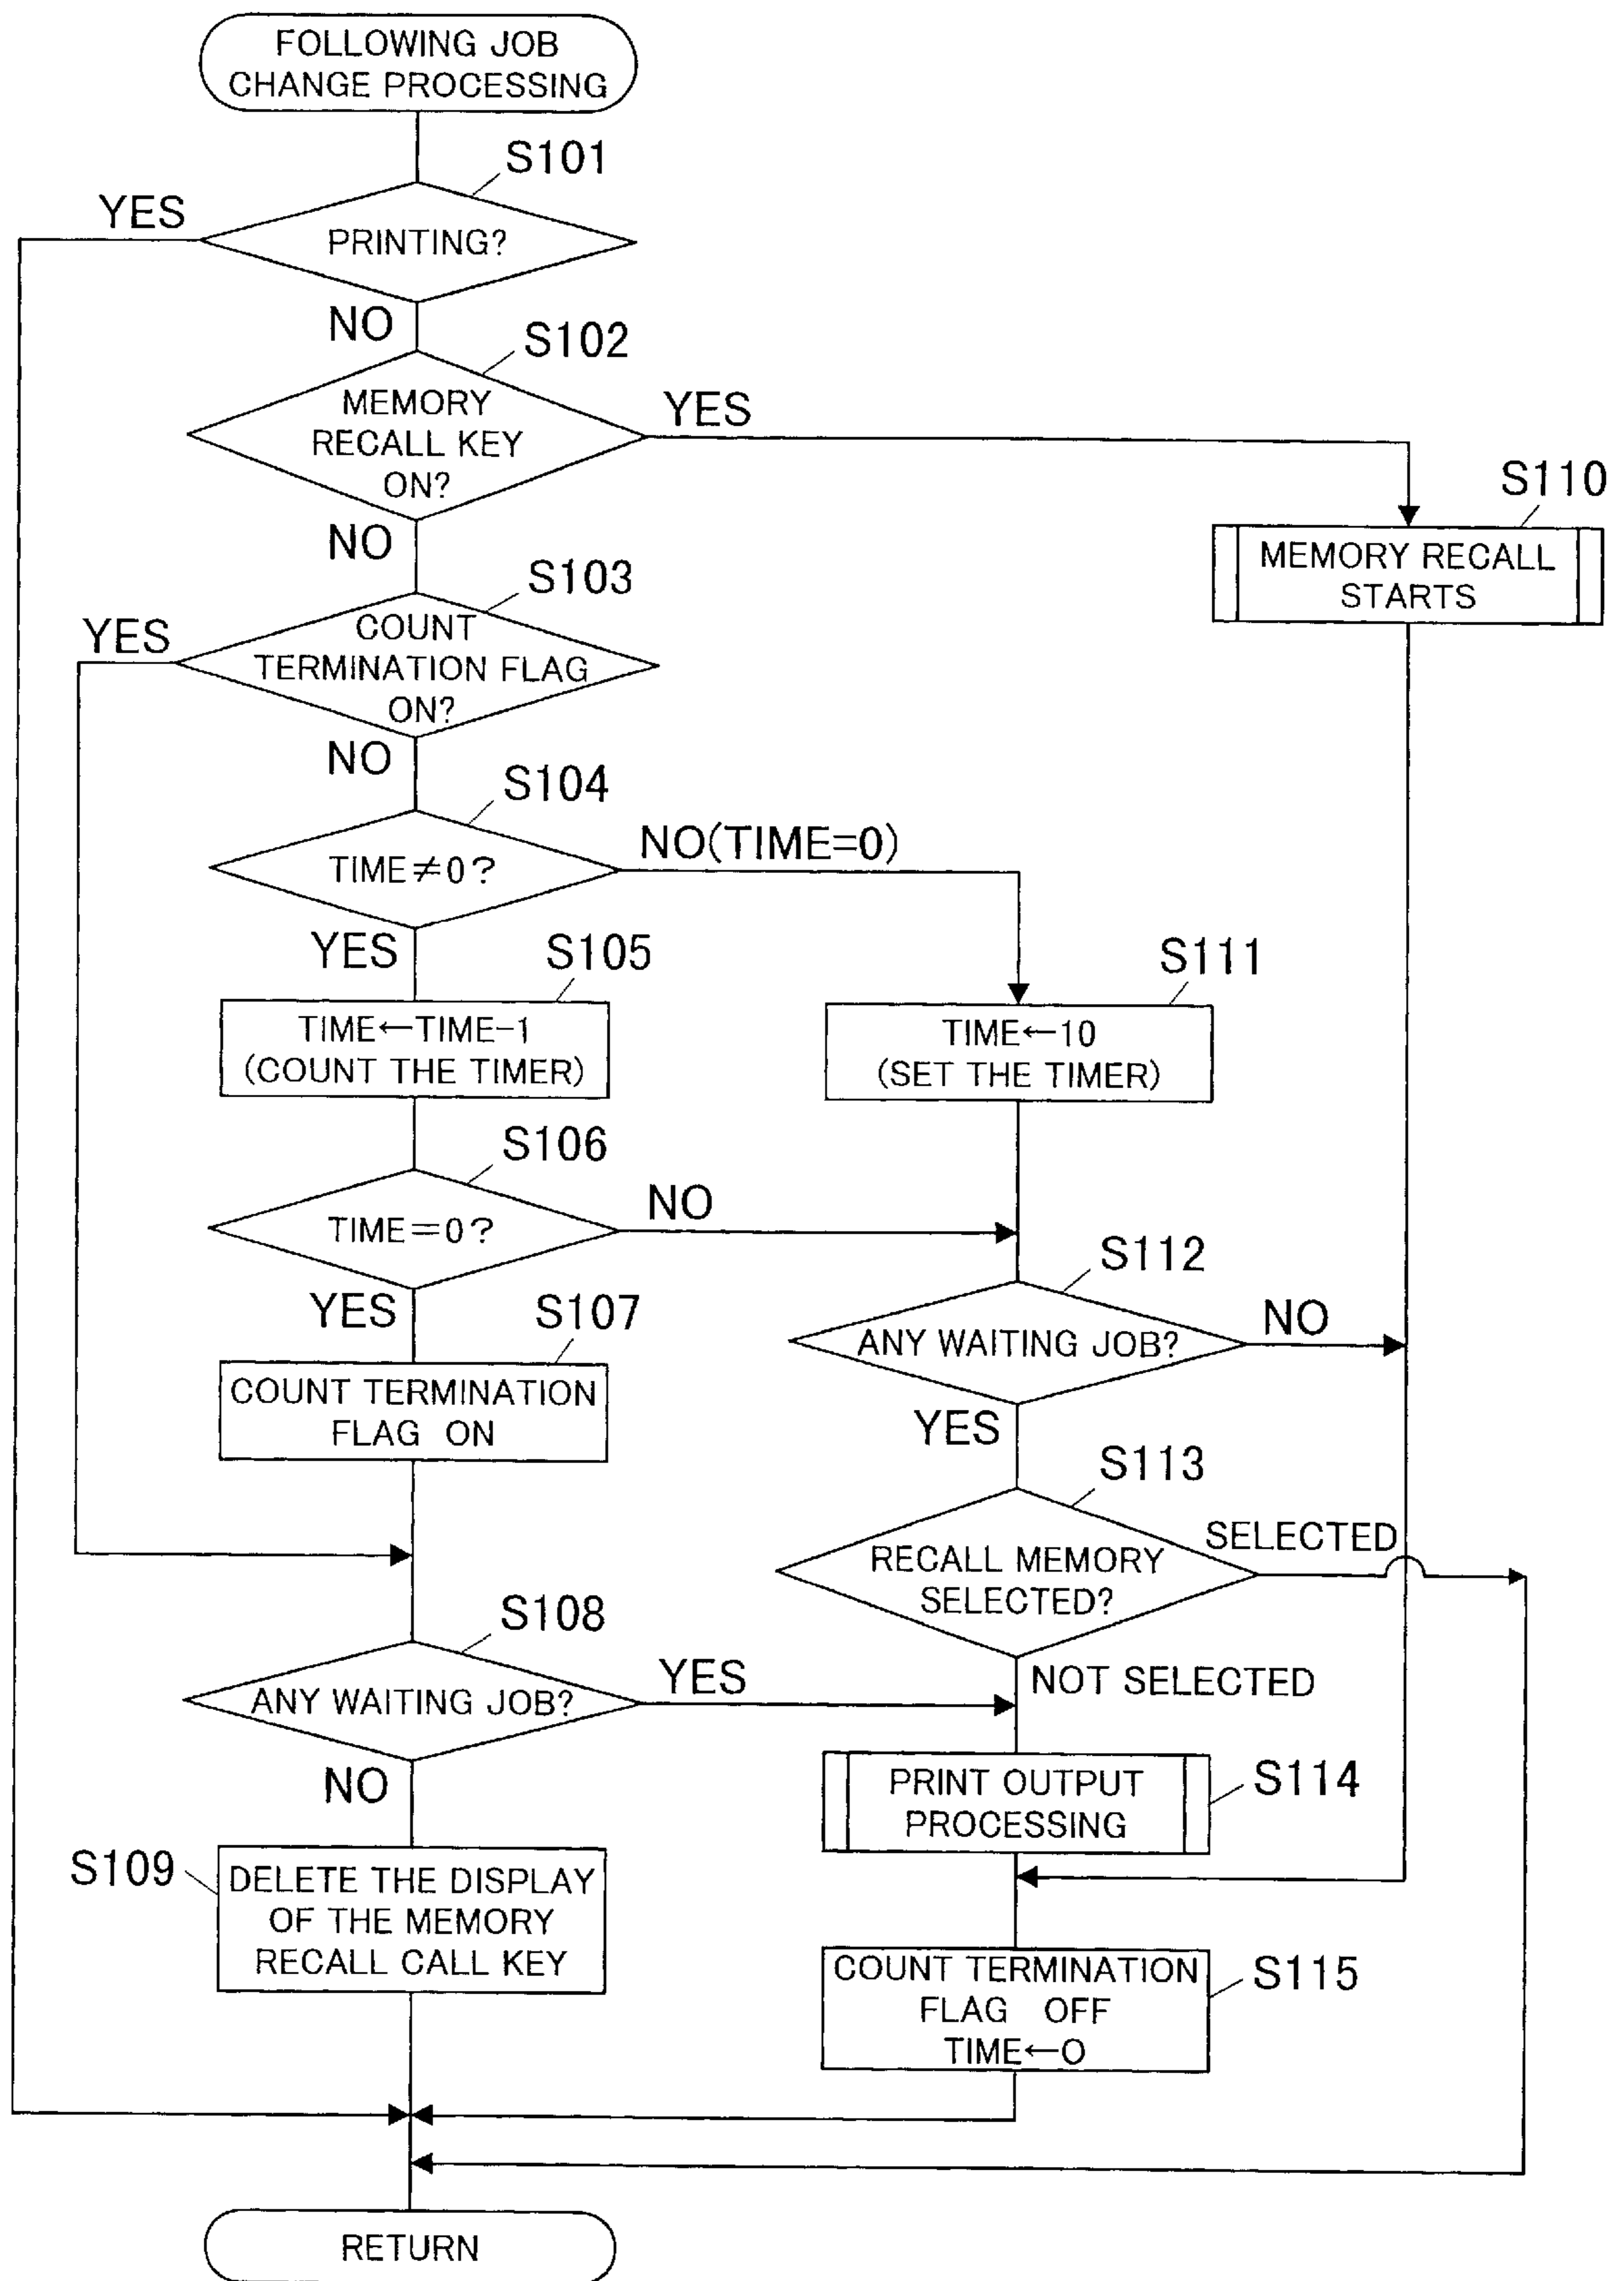 FOLLOWING JOB
CHANGE PROCESSING
S101
YES
PRINTING?
NO
S102
MEMORY
RECALL KEY
ON?
YES
NO
S110
MEMORY RECALL
STARTS
S103
YES
COUNT
TERMINATION FLAG
ON?
NO
S104
TIME≠0?
NO(TIME=0)
YES
S105
TIME←TIME-1
(COUNT THE TIMER)
S111
TIME←10
(SET THE TIMER)
S106
TIME=0?
NO
YES
S107
COUNT TERMINATION
FLAG ON
S112
ANY WAITING JOB?
NO
YES
S113
RECALL MEMORY
SELECTED?
SELECTED
NOT SELECTED
S108
ANY WAITING JOB?
YES
NO
S114
PRINT OUTPUT
PROCESSING
S109
DELETE THE DISPLAY
OF THE MEMORY
RECALL CALL KEY
S115
COUNT TERMINATION
FLAG OFF
TIME←O
RETURN